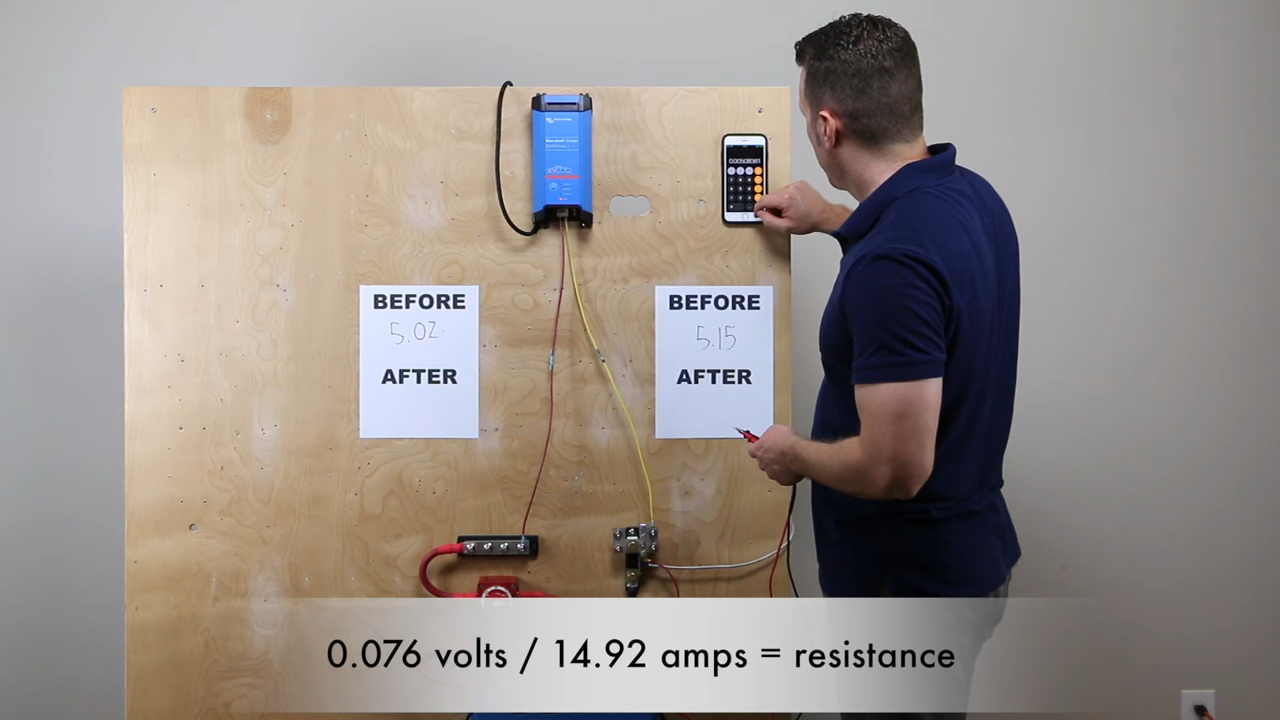 BEFORE
5.02
AFTER
BEFORE
5.15
AFTER
0.076 volts / 14.92 amps = resistance